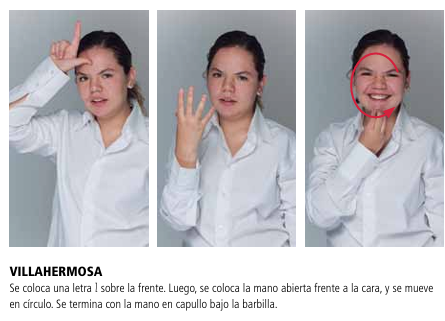 VILLAHERMOSA
Se coloca una letra l sobre la frente. Luego, se coloca la mano abierta frente a la cara, y se mueve
en círculo. Se termina con la mano en capullo bajo la barbilla.